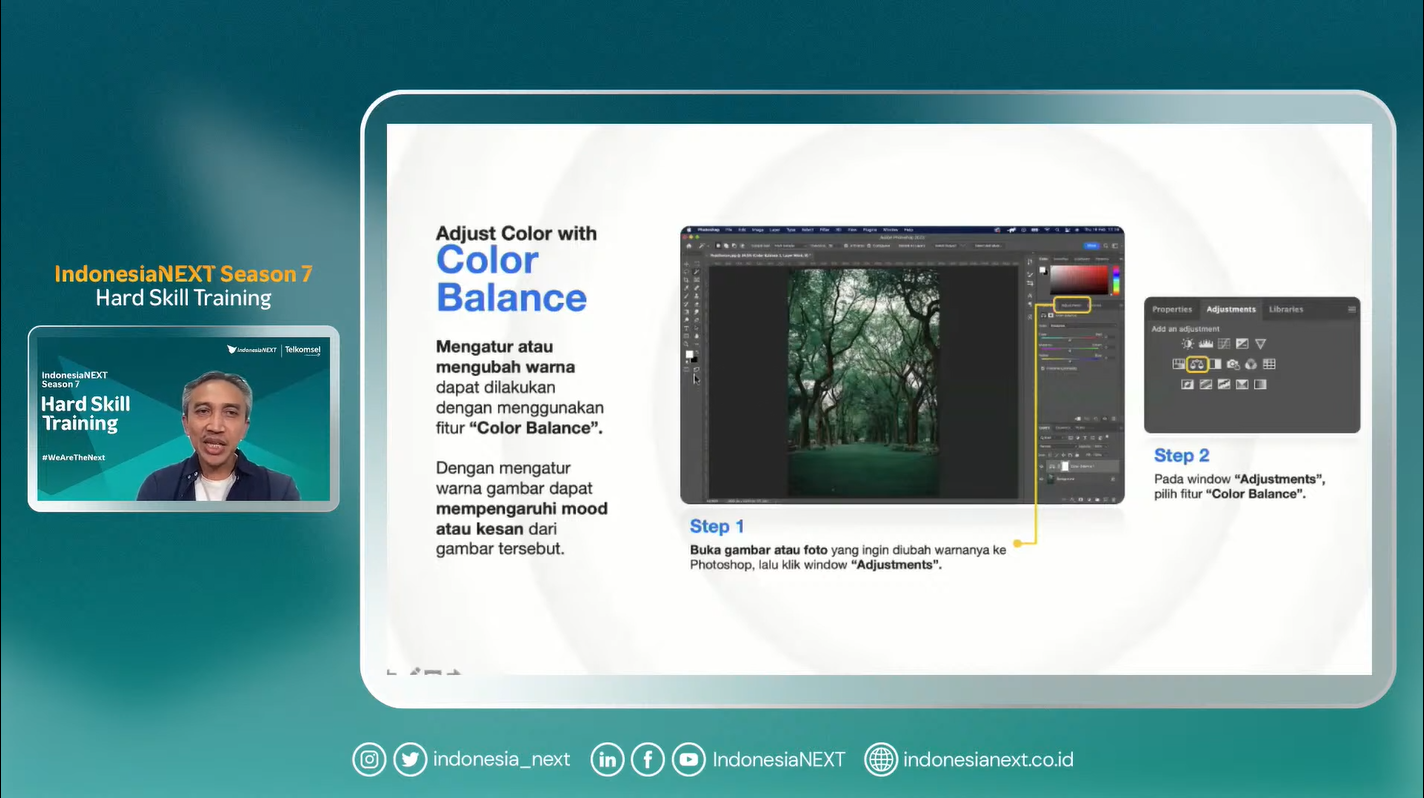 IndonesiaNEXT Season 7
Hard Skill Training
IndonesiaNEXT
Telkomsel
IndonesiaNEXT
Season 7
Hard Skill
Training
#WeAreTheNext
Adjust Color with
Color
Balance
Mengatur atau
mengubah warna
dapat dilakukan
dengan menggunakan
fitur “Color Balance”.
Dengan mengatur
warna gambar dapat
mempengaruhi mood
atau kesan dari
gambar tersebut.
Step 1
Buka gambar atau foto yang ingin diubah warnanya ke
Photoshop, lalu klik window “Adjustments”.
Properties
Adjustments
Libraries
Add an adjustment
Step 2
Pada window “Adjustments”,
pilih fitur “Color Balance”.
indonesia_next
IndonesiaNEXT
indonesianext.co.id